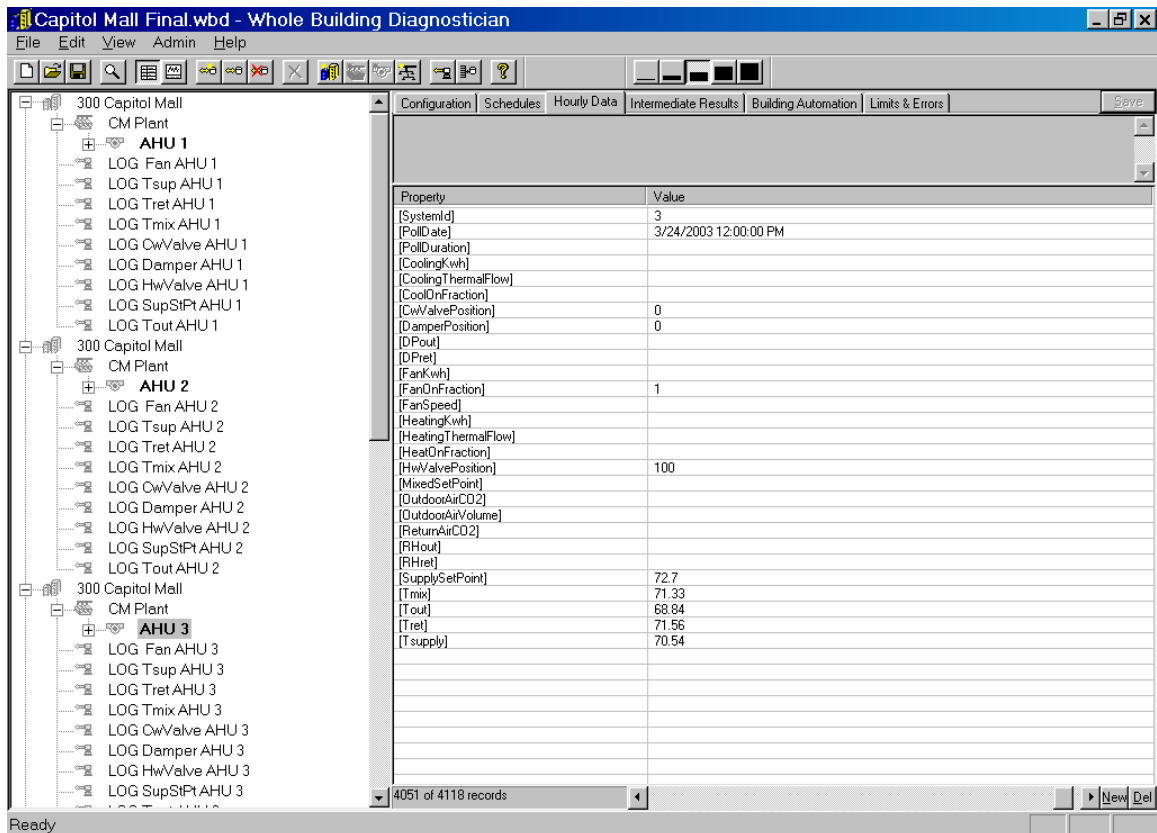 Capitol Mall Final.wbd - Whole Building Diagnostician
File Edit View Admin Help
300 Capitol Mall
CM Plant
AHU 1
LOG Fan AHU 1
LOG Tsup AHU 1
LOG Tret AHU 1
LOG Tmix AHU 1
LOG CwValve AHU 1
LOG Damper AHU 1
LOG HwValve AHU 1
LOG SupStPt AHU 1
LOG Tout AHU 1
300 Capitol Mall
CM Plant
AHU 2
LOG Fan AHU 2
LOG Tsup AHU 2
LOG Tret AHU 2
LOG Tmix AHU 2
LOG CwValve AHU 2
LOG Damper AHU 2
LOG HwValve AHU 2
LOG SupStPt AHU 2
LOG Tout AHU 2
300 Capitol Mall
CM Plant
AHU 3
LOG Fan AHU 3
LOG Tsup AHU 3
LOG Tret AHU 3
LOG Tmix AHU 3
LOG CwValve AHU 3
LOG Damper AHU 3
LOG HwValve AHU 3
LOG SupStPt AHU 3
Configuration Schedules Hourly Data Intermediate Results Building Automation Limits & Errors Save
Property Value
[SystemId] 3
[PollDate] 3/24/2003 12:00:00 PM
[PollDuration]
[CoolingKwh]
[CoolingThermalFlow]
[CoolOnFraction]
[CwValvePosition] 0
[DamperPosition] 0
[DPout]
[DPret]
[FanKwh]
[FanOnFraction] 1
[FanSpeed]
[HeatingKwh]
[HeatingThermalFlow]
[HeatOnFraction]
[HwValvePosition] 100
[MixedSetPoint]
[OutdoorAirCO2]
[OutdoorAirVolume]
[ReturnAirCO2]
[RHout]
[RHret]
[SupplySetPoint] 72.7
[Tmix] 71.33
[Tout] 68.84
[Tret] 71.56
[Tsupply] 70.54
4051 of 4118 records New Del
Ready